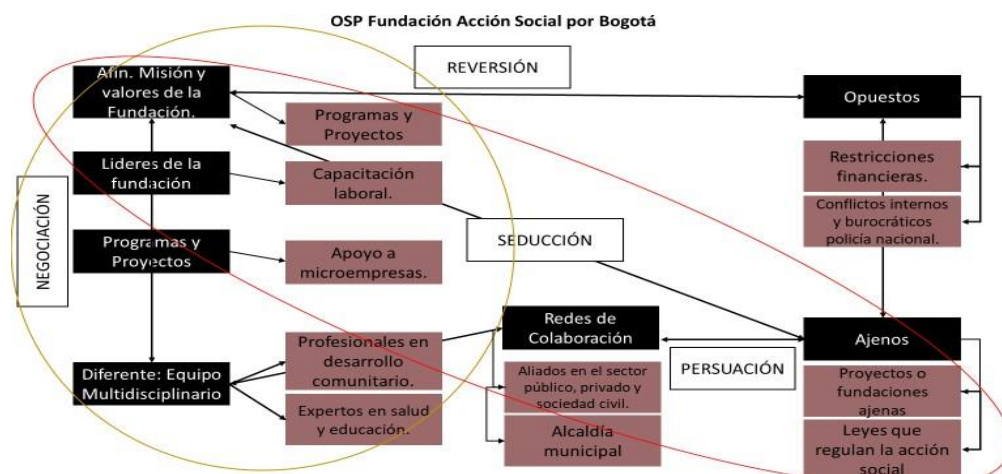 OSP Fundación Acción Social por Bogotá
REVERSIÓN
Afin. Misión y
valores de la
Fundación.
Opuestos
Programas y
Proyectos
Lideres de la
fundación
Capacitación
laboral.
Restricciones
financieras.
Conflictos internos
y burocráticos
policía nacional.
NEGOCIACIÓN
SEDUCCIÓN
Programas y
Proyectos
Apoyo a
microempresas.
Redes de
Colaboración
Ajenos
Profesionales en
desarrollo
comunitario.
PERSUACIÓN
Diferente: Equipo
Multidisciplinario
Aliados en el sector
público, privado y
sociedad civil.
Proyectos o
fundaciones
ajenas
Expertos en salud
y educación.
Alcaldía
municipal
Leyes que
regulan la acción
social